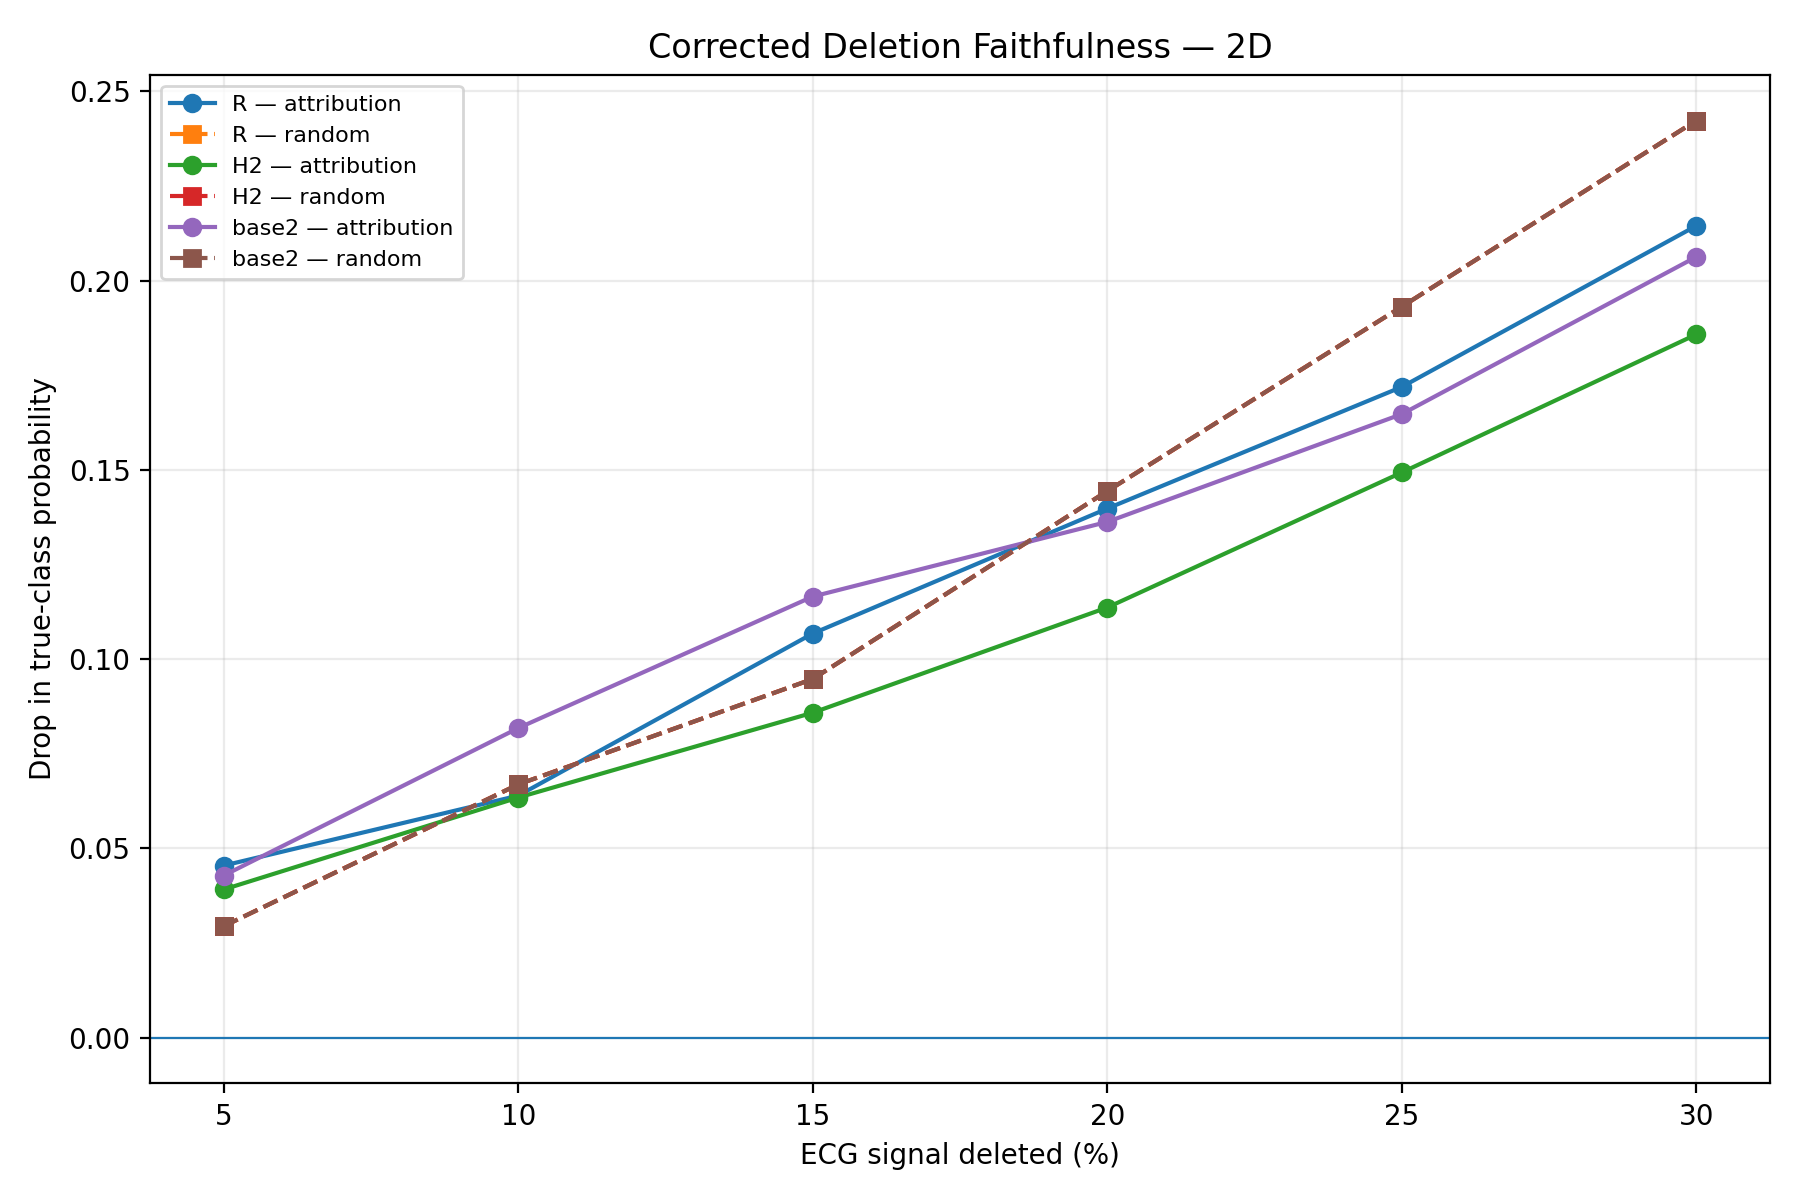 Corrected Deletion Faithfulness — 2D
R — attribution
R — random
H2 — attribution
H2 — random
base2 — attribution
base2 — random
Drop in true-class probability
0.25
0.20
0.15
0.10
0.05
0.00
5 10 15 20 25 30
ECG signal deleted (%)